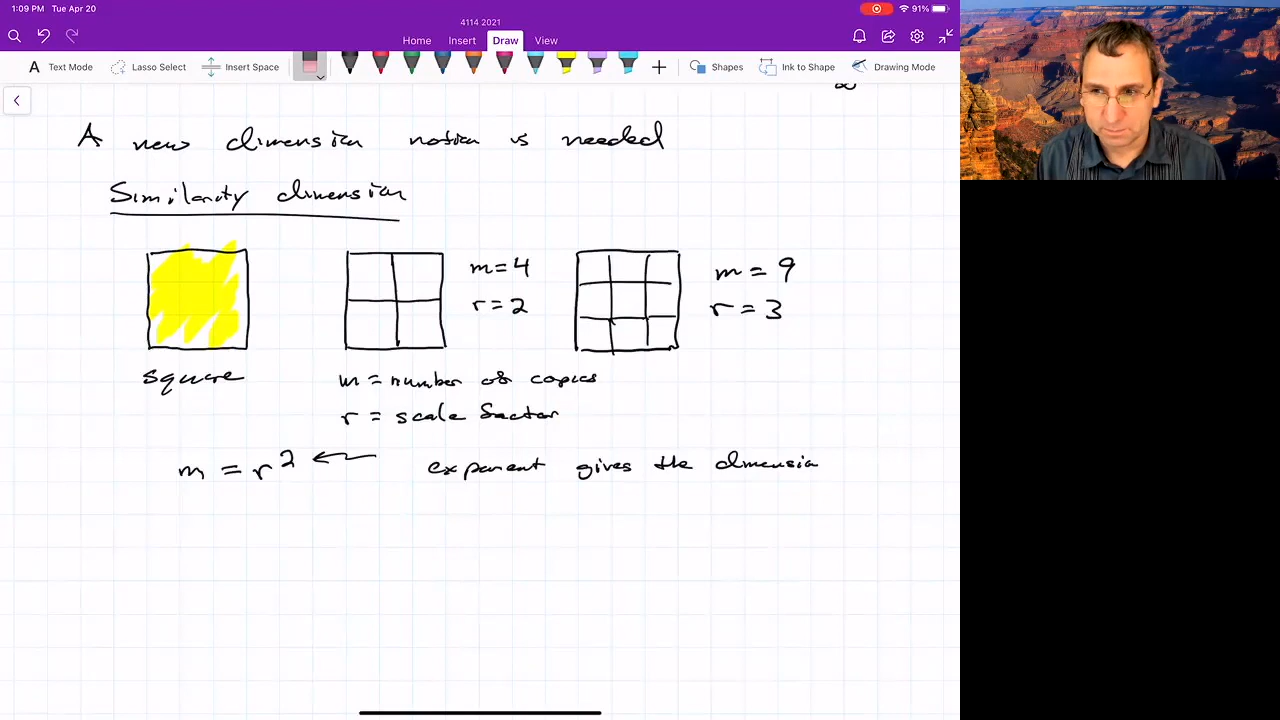 1:09 PM Tue Apr 20
91%
4114 2021
Home Insert Draw View
Text Mode Lasso Select Insert Space Shapes Ink to Shape Drawing Mode
A new dimension notion is needed
Similarity dimension
m=4
r=2
m = 9
r = 3
square
m = number of copies
r = scale factor
m = r² exponent gives the dimensio